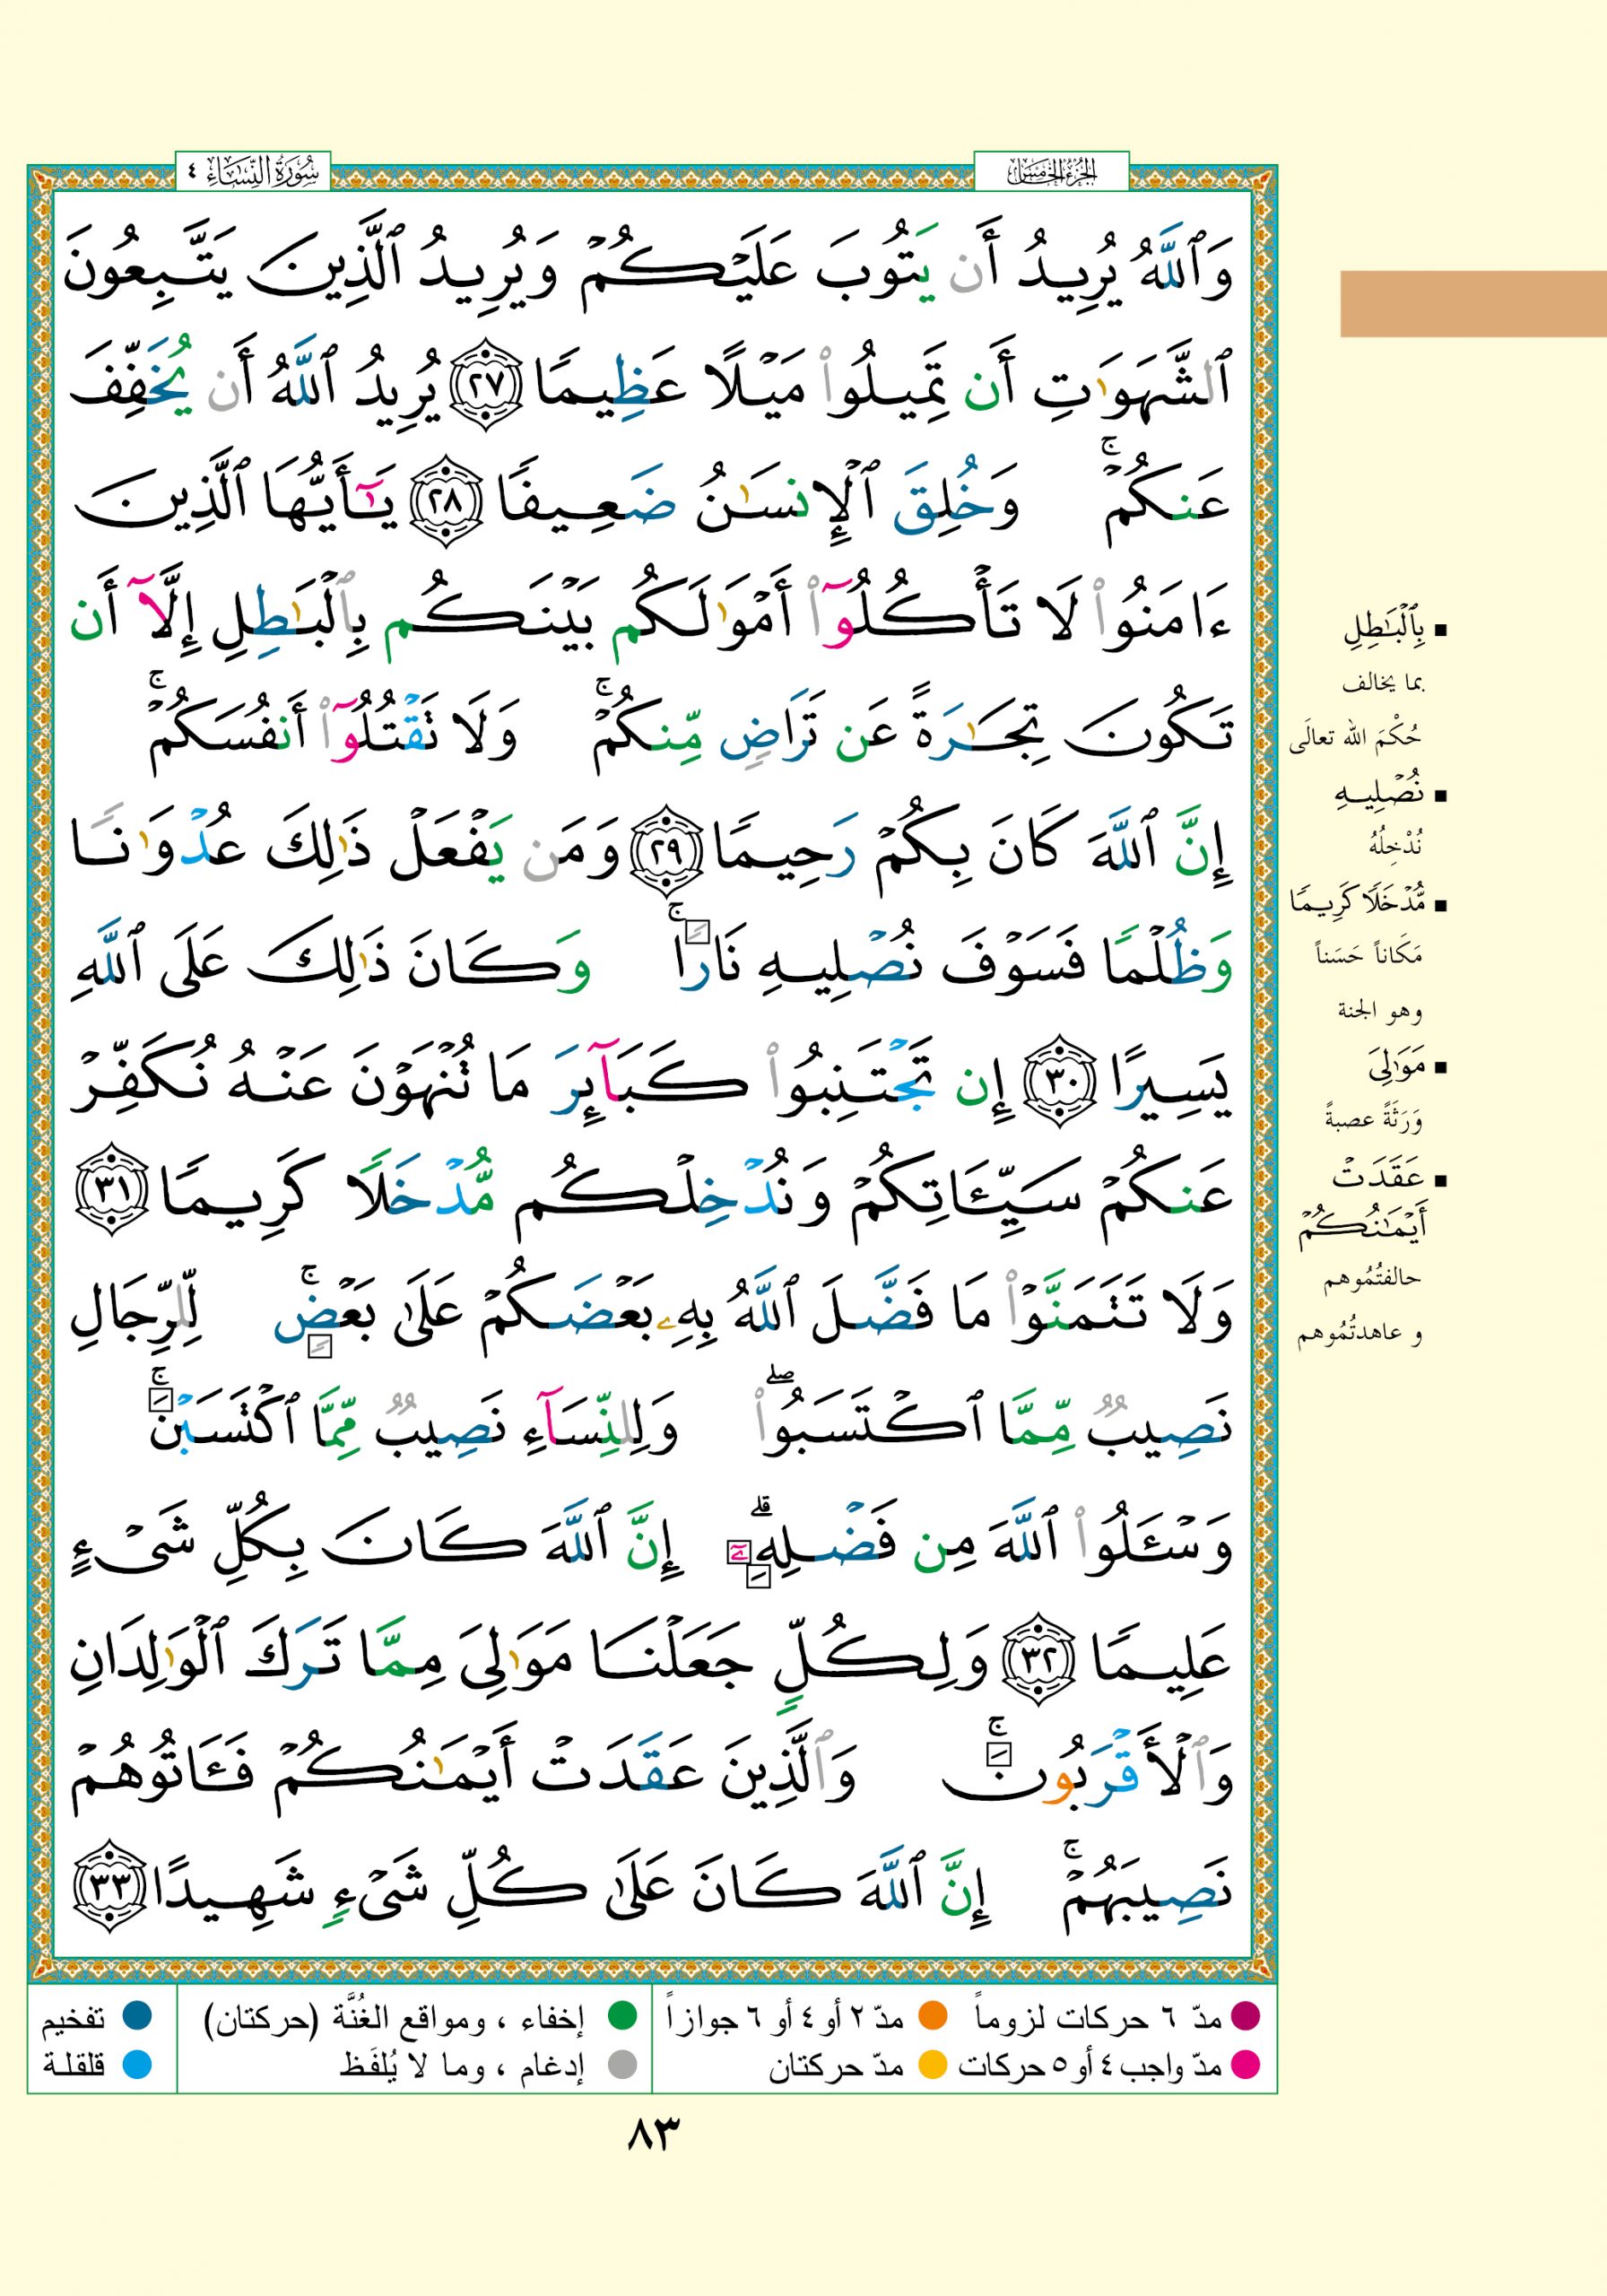 الجزء الخامس
سورة النساء ٤
وَٱللَّهُ يُرِيدُ أَن يَتُوبَ عَلَيْكُمْ وَيُرِيدُ ٱلَّذِينَ يَتَّبِعُونَ
ٱلشَّهَوَٰتِ أَن تَمِيلُوا۟ مَيْلًا عَظِيمًا ٢٧ يُرِيدُ ٱللَّهُ أَن يُخَفِّفَ
عَنكُمْ ۚ وَخُلِقَ ٱلْإِنسَٰنُ ضَعِيفًا ٢٨ يَٰٓأَيُّهَا ٱلَّذِينَ
ءَامَنُوا۟ لَا تَأْكُلُوٓا۟ أَمْوَٰلَكُم بَيْنَكُم بِٱلْبَٰطِلِ إِلَّآ أَن
تَكُونَ تِجَٰرَةً عَن تَرَاضٍ مِّنكُمْ ۚ وَلَا تَقْتُلُوٓا۟ أَنفُسَكُمْ ۚ
إِنَّ ٱللَّهَ كَانَ بِكُمْ رَحِيمًا ٢٩ وَمَن يَفْعَلْ ذَٰلِكَ عُدْوَٰنًا
وَظُلْمًا فَسَوْفَ نُصْلِيهِ نَارًا ۚ وَكَانَ ذَٰلِكَ عَلَى ٱللَّهِ
يَسِيرًا ٣٠ إِن تَجْتَنِبُوا۟ كَبَآئِرَ مَا تُنْهَوْنَ عَنْهُ نُكَفِّرْ
عَنكُمْ سَيِّـَٔاتِكُمْ وَنُدْخِلْكُم مُّدْخَلًا كَرِيمًا ٣١
وَلَا تَتَمَنَّوْا۟ مَا فَضَّلَ ٱللَّهُ بِهِۦ بَعْضَكُمْ عَلَىٰ بَعْضٍ ۚ لِّلرِّجَالِ
نَصِيبٌ مِّمَّا ٱكْتَسَبُوا۟ ۖ وَلِلنِّسَآءِ نَصِيبٌ مِّمَّا ٱكْتَسَبْنَ ۚ
وَسْـَٔلُوا۟ ٱللَّهَ مِن فَضْلِهِۦٓ ۗ إِنَّ ٱللَّهَ كَانَ بِكُلِّ شَىْءٍ
عَلِيمًا ٣٢ وَلِكُلٍّ جَعَلْنَا مَوَٰلِىَ مِمَّا تَرَكَ ٱلْوَٰلِدَانِ
وَٱلْأَقْرَبُونَ ۚ وَٱلَّذِينَ عَقَدَتْ أَيْمَٰنُكُمْ فَـَٔاتُوهُمْ
نَصِيبَهُمْ ۚ إِنَّ ٱللَّهَ كَانَ عَلَىٰ كُلِّ شَىْءٍ شَهِيدًا ٣٣
▪ بِٱلْبَٰطِلِ
بما يخالف
حُكْمَ الله تعالَى
▪ نُصْلِيهِ
نُدْخِلُهُ
▪ مُّدْخَلًا كَرِيمًا
مَكَاناً حَسَناً
وهو الجنة
▪ مَوَٰلِىَ
وَرَثَةً عصبةً
▪ عَقَدَتْ
أَيْمَٰنُكُمْ
حالفتُمُوهم
و عاهدتُمُوهم
مدّ ٦ حركات لزوماً مدّ ٢ أو ٤ أو ٦ جوازاً إخفاء ، ومواقع الغُنَّة (حركتان) تفخيم
مدّ واجب ٤ أو ٥ حركات مدّ حركتان إدغام ، وما لا يُلفَظ قلقلة
٨٣